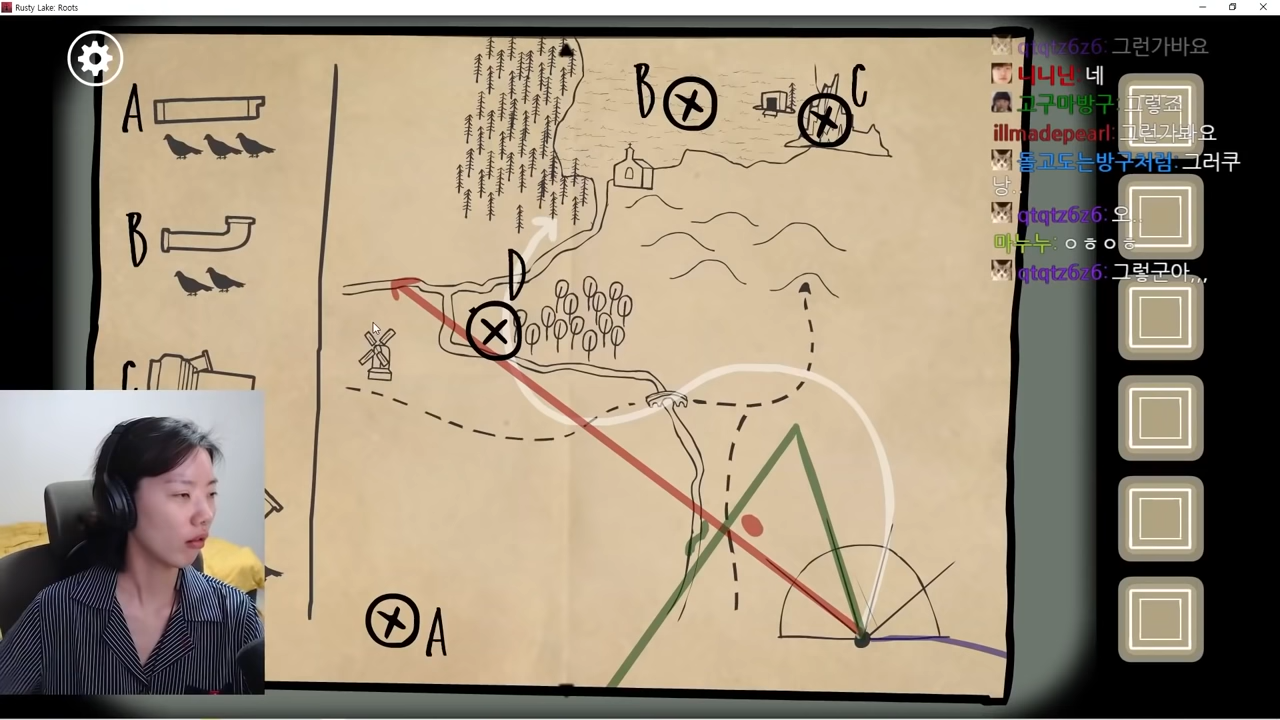 Rusty Lake: Roots
A
B
C
B
C
D
A
qtqtz6z6: 그런가바요
니니닌 네
고구마방구: 그렇죠
illmadepearl: 그런가봐요
돌고도는방구처럼: 그러쿠
낭..
qtqtz6z6: 오..
마누누: ㅇㅎㅇㅎ
qtqtz6z6: 그렇군아,,,